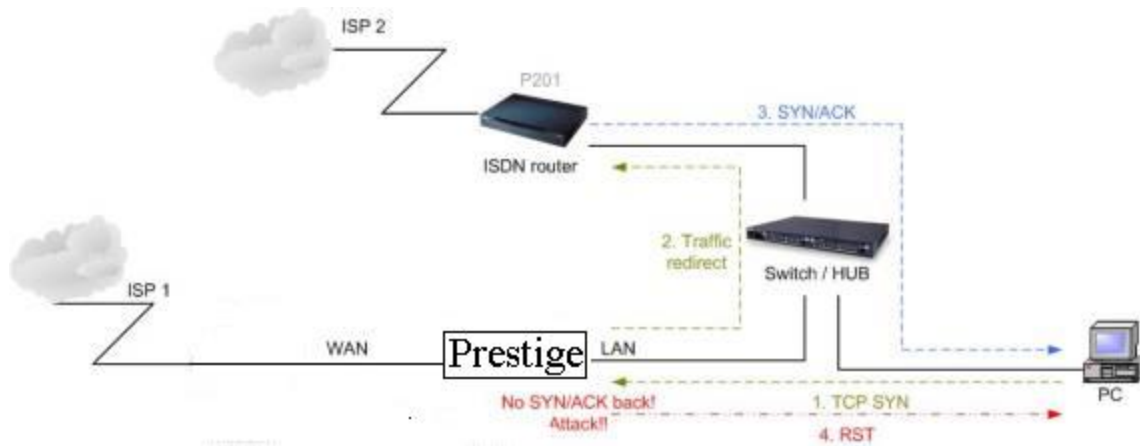 ISP 2
P201
3. SYN/ACK
ISDN router
2. Traffic
redirect
Switch / HUB
ISP 1
WAN
Prestige
LAN
PC
No SYN/ACK back!
Attack!!
1. TCP SYN
4. RST